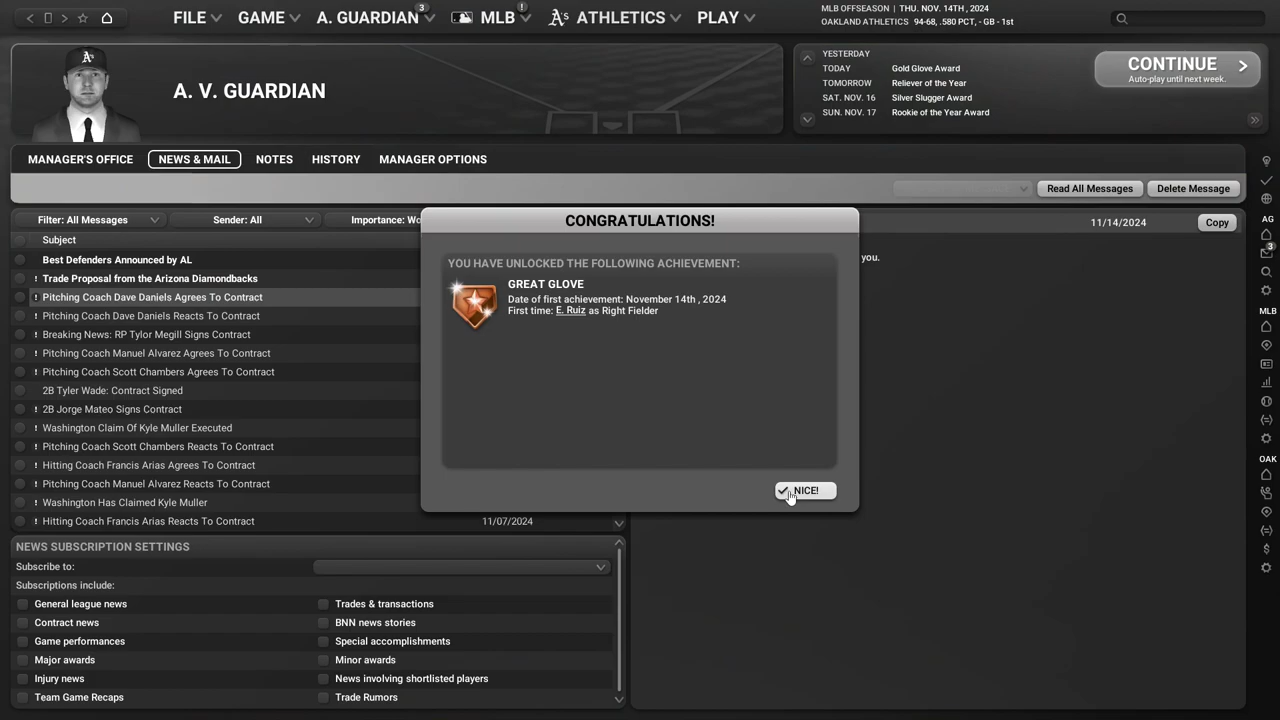 FILE
GAME
A. GUARDIAN
3
MLB
!
A's
ATHLETICS
PLAY
MLB OFFSEASON | THU. NOV. 14TH , 2024
OAKLAND ATHLETICS 94-68, .580 PCT, - GB - 1st
A's
A. V. GUARDIAN
YESTERDAY
TODAY Gold Glove Award
TOMORROW Reliever of the Year
SAT. NOV. 16 Silver Slugger Award
SUN. NOV. 17 Rookie of the Year Award
CONTINUE
Auto-play until next week.
MANAGER'S OFFICE
NEWS & MAIL
NOTES
HISTORY
MANAGER OPTIONS
Read All Messages
Delete Message
Filter: All Messages
Sender: All
Importance: Wo
11/14/2024
Copy
Subject
Best Defenders Announced by AL
you.
! Trade Proposal from the Arizona Diamondbacks
! Pitching Coach Dave Daniels Agrees To Contract
! Pitching Coach Dave Daniels Reacts To Contract
! Breaking News: RP Tylor Megill Signs Contract
! Pitching Coach Manuel Alvarez Agrees To Contract
! Pitching Coach Scott Chambers Agrees To Contract
2B Tyler Wade: Contract Signed
! 2B Jorge Mateo Signs Contract
! Washington Claim Of Kyle Muller Executed
! Pitching Coach Scott Chambers Reacts To Contract
! Hitting Coach Francis Arias Agrees To Contract
! Pitching Coach Manuel Alvarez Reacts To Contract
! Washington Has Claimed Kyle Muller
! Hitting Coach Francis Arias Reacts To Contract 11/07/2024
CONGRATULATIONS!
YOU HAVE UNLOCKED THE FOLLOWING ACHIEVEMENT:
GREAT GLOVE
Date of first achievement: November 14th , 2024
First time: E. Ruiz as Right Fielder
NICE!
NEWS SUBSCRIPTION SETTINGS
Subscribe to:
Subscriptions include:
General league news
Trades & transactions
Contract news
BNN news stories
Game performances
Special accomplishments
Major awards
Minor awards
Injury news
News involving shortlisted players
Team Game Recaps
Trade Rumors
AG
3
MLB
OAK